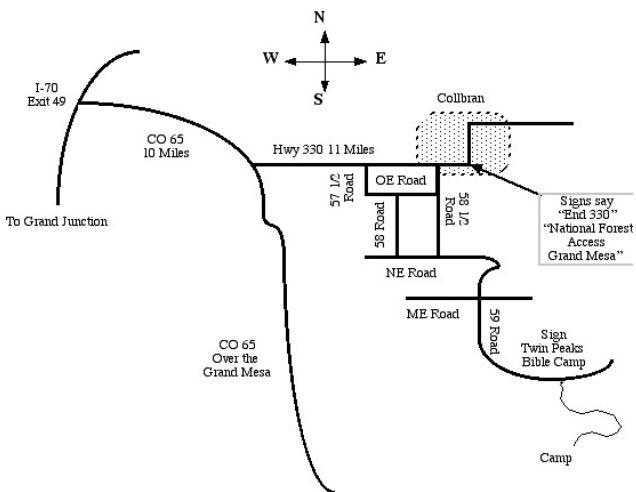 N
W
E
S
I-70
Exit 49
CO 65
10 Miles
Hwy 330 11 Miles
Collbran
57 1/2
Road
OE Road
58 Road
58 1/2
Road
Signs say
“End 330”
“National Forest
Access
Grand Mesa”
To Grand Junction
NE Road
ME Road
59 Road
CO 65
Over the
Grand Mesa
Sign
Twin Peaks
Bible Camp
Camp